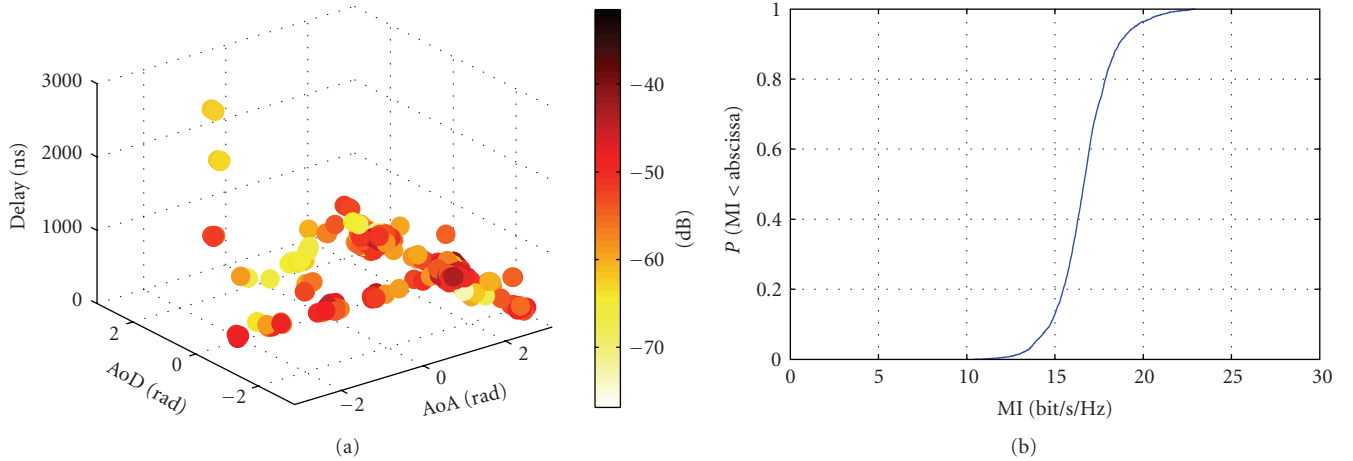 3000
2000
1000
0
Delay (ns)
2
0
−2
AoD (rad)
−2
0
2
AoA (rad)
−40
−50
−60
−70
(dB)
(a)
1
0.8
0.6
0.4
0.2
0
P (MI < abscissa)
0 5 10 15 20 25 30
MI (bit/s/Hz)
(b)